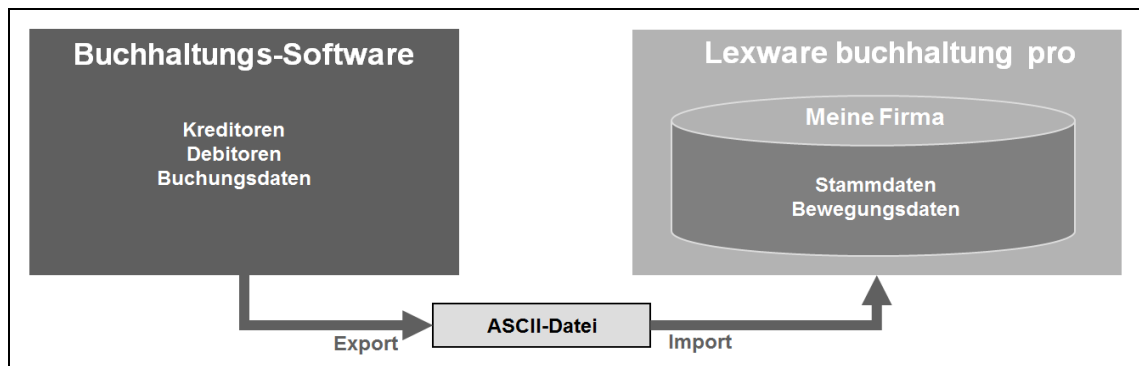 Buchhaltungs-Software
Kreditoren
Debitoren
Buchungsdaten
Lexware buchhaltung pro
Meine Firma
Stammdaten
Bewegungsdaten
Export
ASCII-Datei
Import